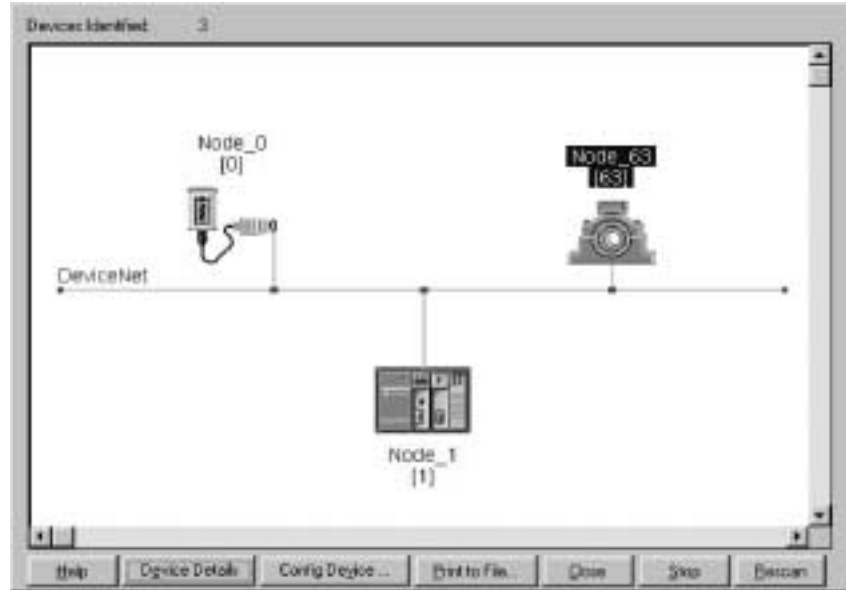 Devices Identified: 3
Node_0
[0]
Node_63
[63]
DeviceNet
Node_1
[1]
Help Device Details Config Device ... Print to File... Close Stop Rescan